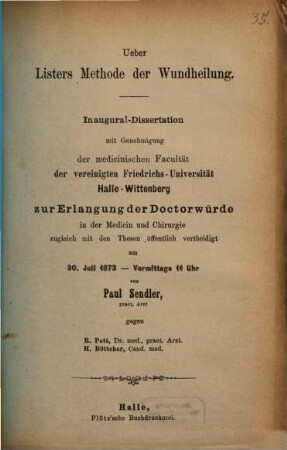 35.
Ueber
Listers Methode der Wundheilung.
Inaugural-Dissertation
mit Genehmigung
der medicinischen Facultät
der vereinigten Friedrichs-Universität
Halle-Wittenberg
zur Erlangung der Doctorwürde
in der Medicin und Chirurgie
zugleich mit den Thesen öffentlich vertheidigt
am
30. Juli 1873 — Vormittags 11 Uhr
von
Paul Sendler,
pract. Arzt
gegen
R. Pott, Dr. med., pract. Arzt.
H. Böttcher, Cand. med.
Halle,
Plötz'sche Buchdruckerei.